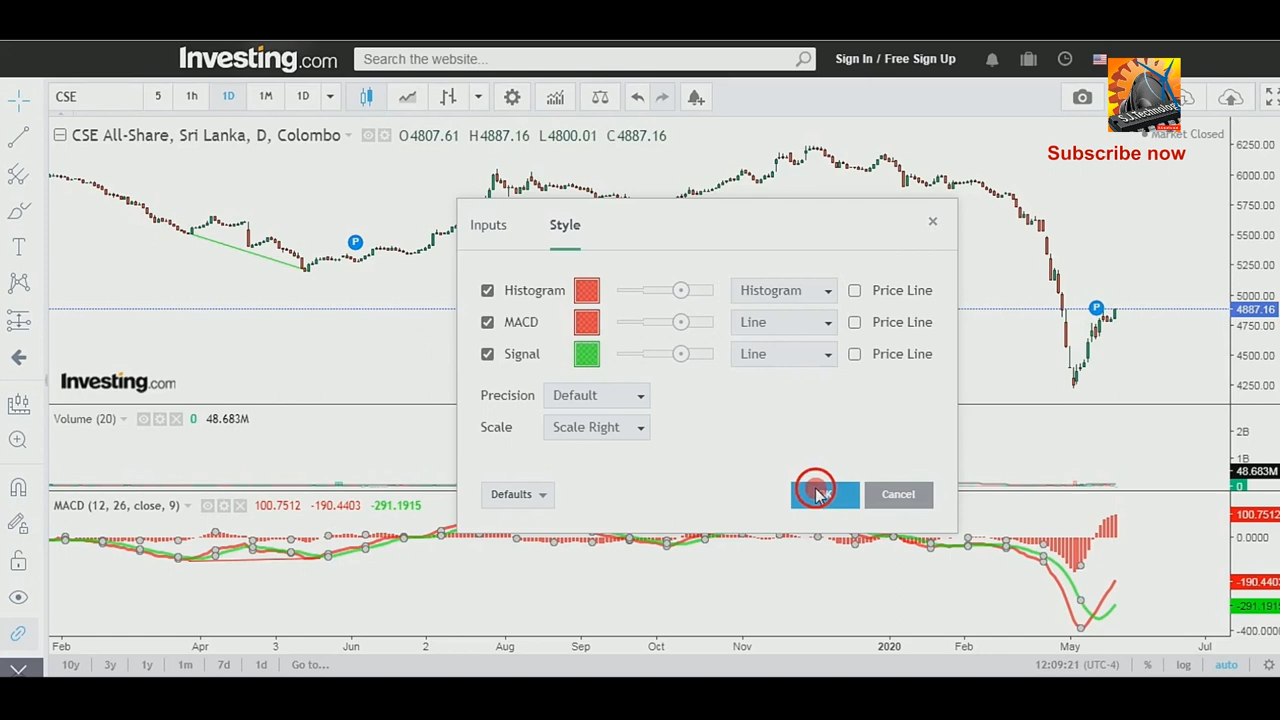 Investing.com
Search the website...
Sign In / Free Sign Up
S.J.Technology
Subscribe now
CSE
5
1h
1D
1M
1D
CSE All-Share, Sri Lanka, D, Colombo
O4807.61 H4887.16 L4800.01 C4887.16
Market Closed
6250.00
6000.00
5750.00
5500.00
5250.00
5000.00
4887.16
4750.00
4500.00
4250.00
P
P
Inputs
Style
Histogram
Histogram
Price Line
MACD
Line
Price Line
Signal
Line
Price Line
Precision
Default
Scale
Scale Right
Defaults
Cancel
Investing.com
Volume (20)
0 48.683M
2B
1B
48.683M
0
MACD (12, 26, close, 9)
100.7512 -190.4403 -291.1915
100.7512
0.0000
-190.4403
-291.1915
-400.0000
Feb Apr Jun 2 Aug Sep Oct Nov 2020 Feb 3 May Jul
10y 3y 1y 1m 7d 1d Go to...
12:09:21 (UTC-4) % log auto